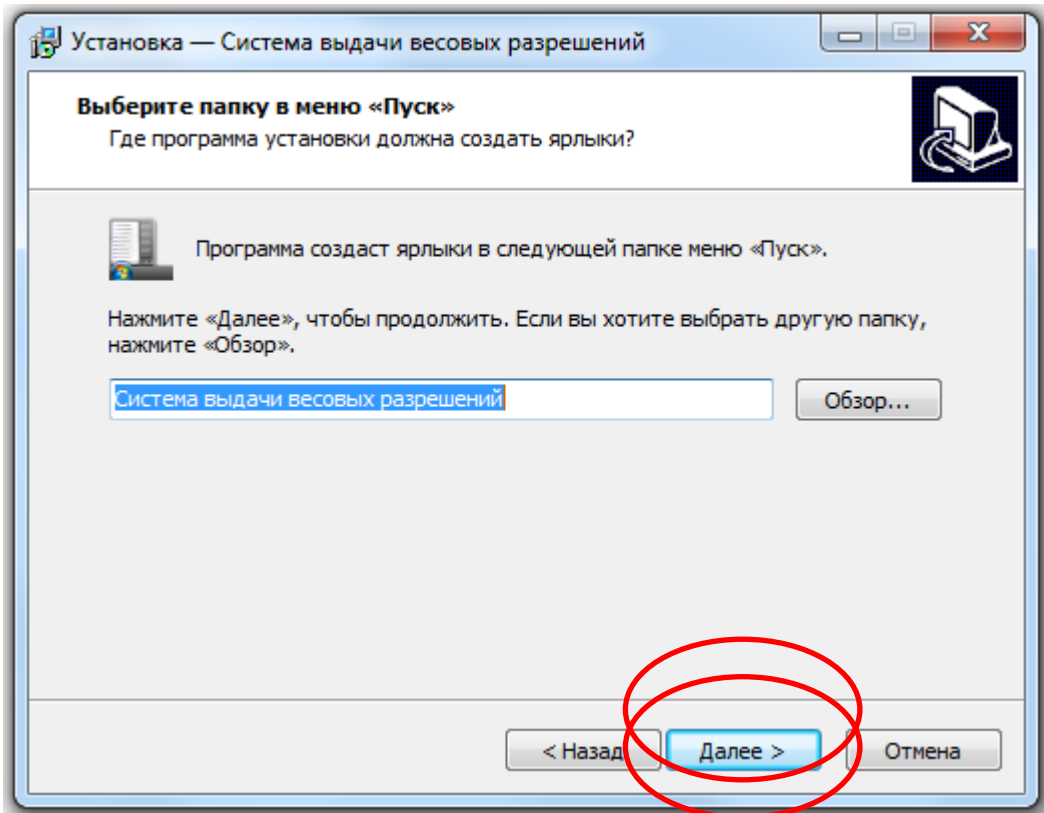 Установка — Система выдачи весовых разрешений
Выберите папку в меню «Пуск»
Где программа установки должна создать ярлыки?
Программа создаст ярлыки в следующей папке меню «Пуск».
Нажмите «Далее», чтобы продолжить. Если вы хотите выбрать другую папку,
нажмите «Обзор».
Система выдачи весовых разрешений
Обзор...
< Назад
Далее >
Отмена